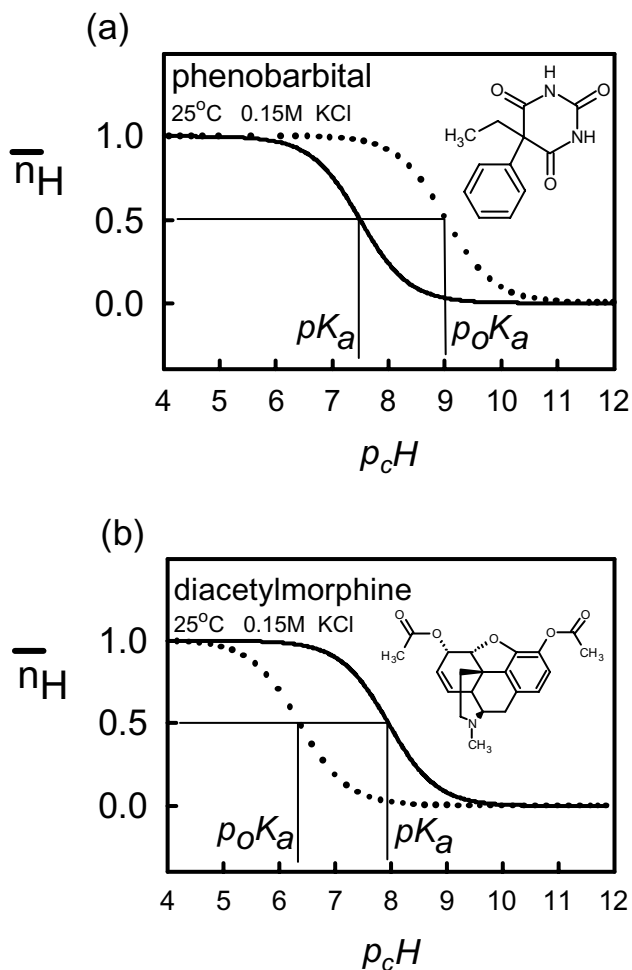 (a)
phenobarbital
25°C 0.15M KCl
H
N
O
O
NH
H₃C
O
1.0
n̅H
0.5
0.0
pKa
poKa
4 5 6 7 8 9 10 11 12
pcH
(b)
diacetylmorphine
25°C 0.15M KCl
O
O
O
O
O
CH₃
CH₃
N
CH₃
1.0
n̅H
0.5
0.0
poKa
pKa
4 5 6 7 8 9 10 11 12
pcH